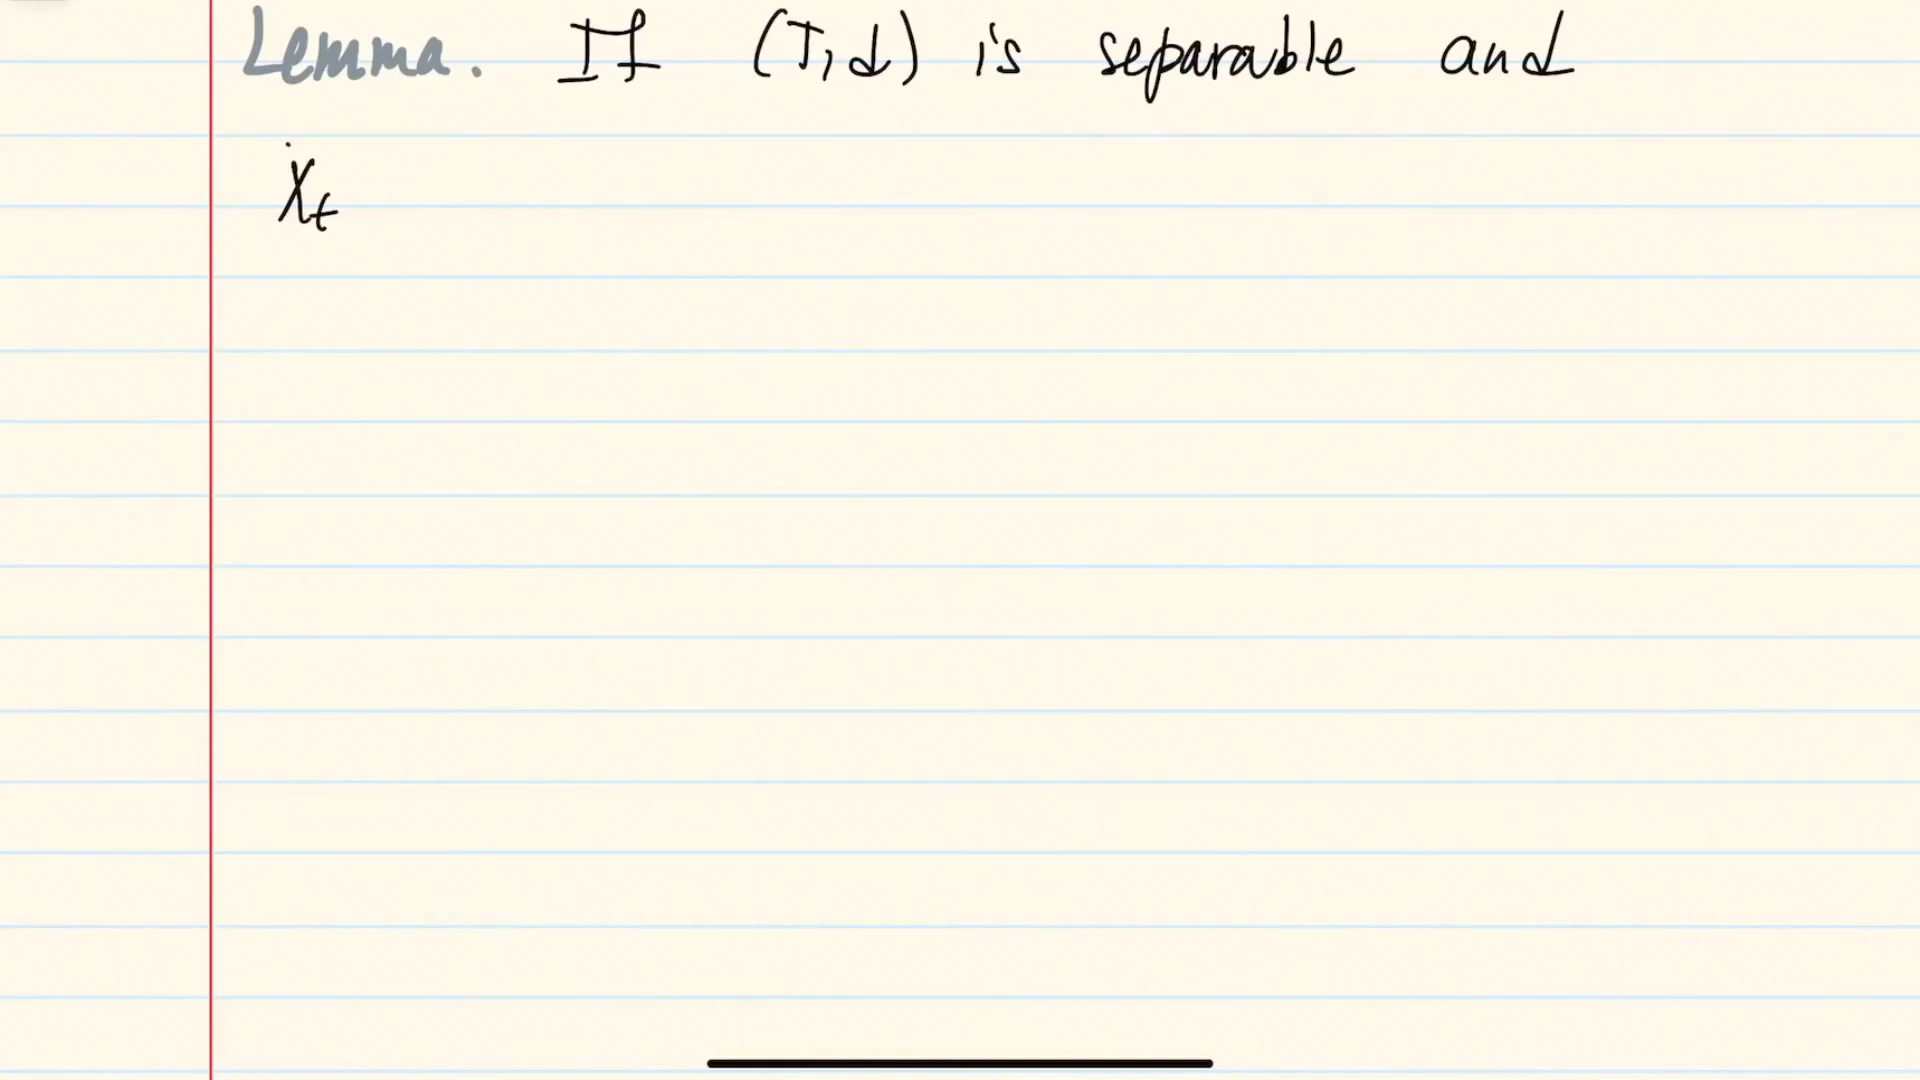 Lemma. If (T,d) is separable and
X_t